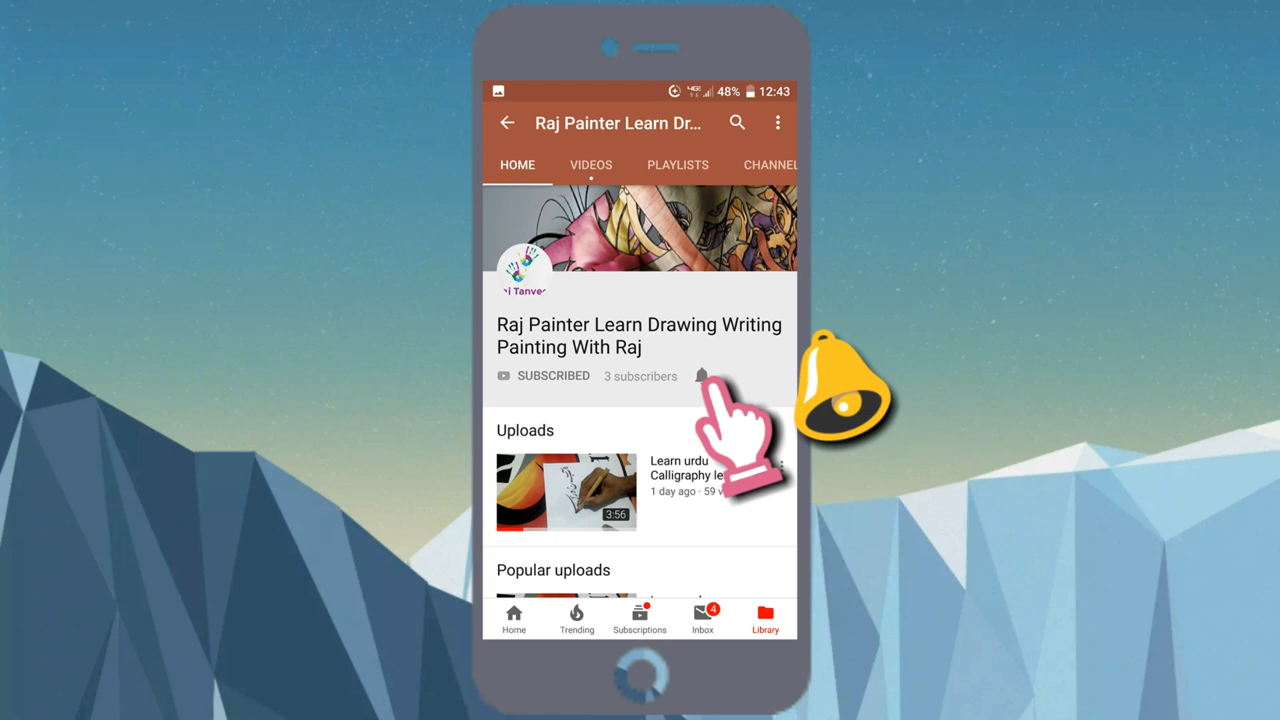 48% 12:43
Raj Painter Learn Dr...
HOME VIDEOS PLAYLISTS CHANNEL
Raj Painter Learn Drawing Writing
Painting With Raj
SUBSCRIBED 3 subscribers
Uploads
Learn urdu
Calligraphy le
1 day ago · 59 v
3:56
Popular uploads
Home Trending Subscriptions Inbox 4 Library